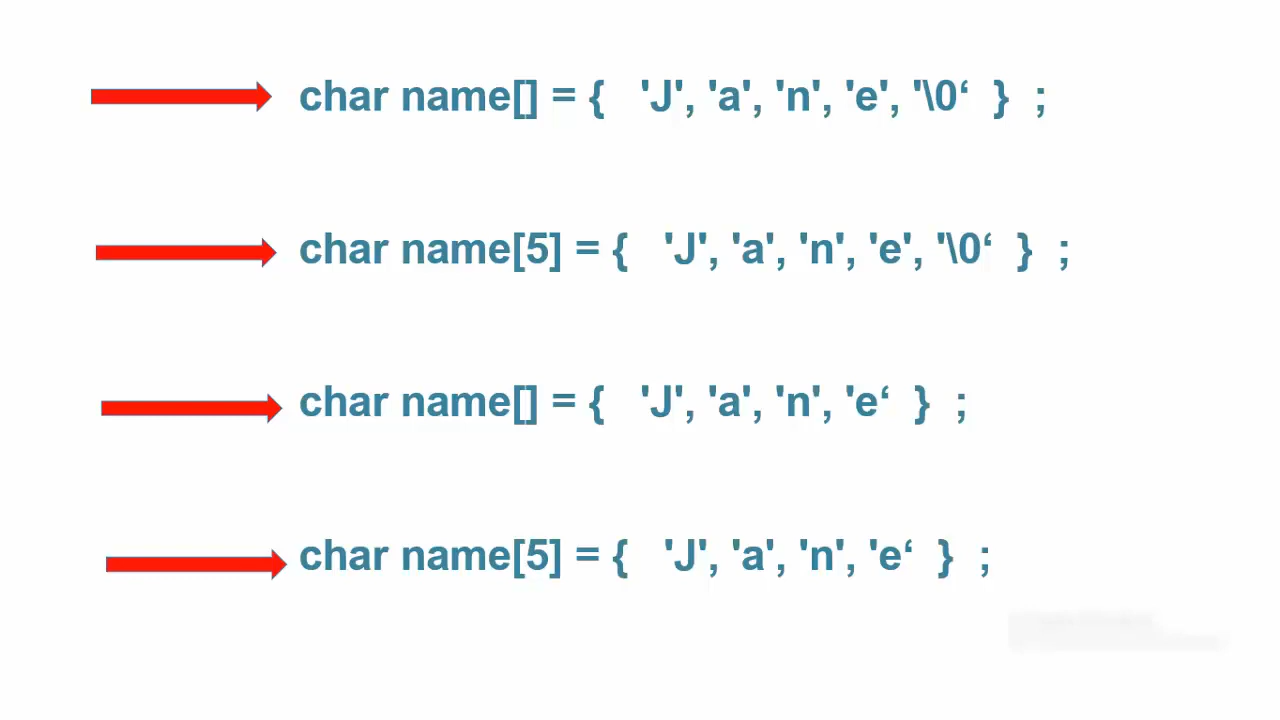 char name[] = { 'J', 'a', 'n', 'e', '\0‘ } ;
char name[5] = { 'J', 'a', 'n', 'e', '\0‘ } ;
char name[] = { 'J', 'a', 'n', 'e‘ } ;
char name[5] = { 'J', 'a', 'n', 'e‘ } ;